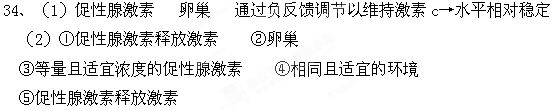 34、（1）促性腺激素　卵巢　通过负反馈调节以维持激素 c→水平相对稳定
（2）①促性腺激素释放激素　②卵巢
③等量且适宜浓度的促性腺激素　④相同且适宜的环境
⑤促性腺激素释放激素